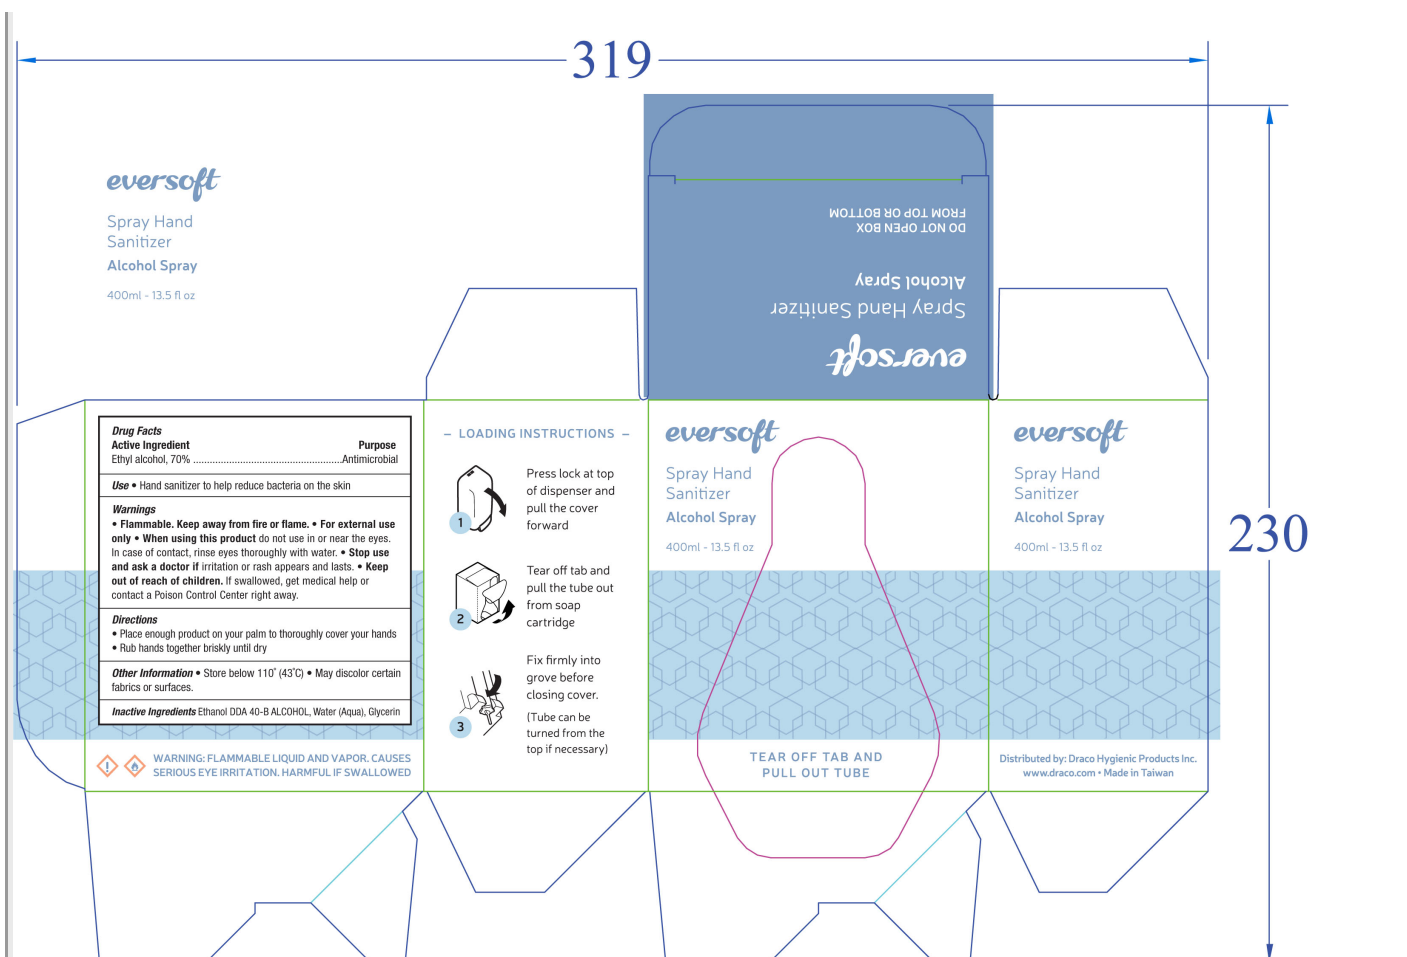 319
230
eversoft
Spray Hand
Sanitizer
Alcohol Spray
400ml - 13.5 fl oz
DO NOT OPEN BOX
FROM TOP OR BOTTOM
Alcohol Spray
Spray Hand Sanitizer
eversoft
Drug Facts
Active Ingredient Purpose
Ethyl alcohol, 70% ......................................................Antimicrobial
Use • Hand sanitizer to help reduce bacteria on the skin
Warnings
• Flammable. Keep away from fire or flame. • For external use
only • When using this product do not use in or near the eyes.
In case of contact, rinse eyes thoroughly with water. • Stop use
and ask a doctor if irritation or rash appears and lasts. • Keep
out of reach of children. If swallowed, get medical help or
contact a Poison Control Center right away.
Directions
• Place enough product on your palm to thoroughly cover your hands
• Rub hands together briskly until dry
Other Information • Store below 110˚ (43˚C) • May discolor certain
fabrics or surfaces.
Inactive Ingredients Ethanol DDA 40-B ALCOHOL, Water (Aqua), Glycerin
WARNING: FLAMMABLE LIQUID AND VAPOR. CAUSES
SERIOUS EYE IRRITATION. HARMFUL IF SWALLOWED
– LOADING INSTRUCTIONS –
1
Press lock at top
of dispenser and
pull the cover
forward
2
Tear off tab and
pull the tube out
from soap
cartridge
3
Fix firmly into
grove before
closing cover.
(Tube can be
turned from the
top if necessary)
eversoft
Spray Hand
Sanitizer
Alcohol Spray
400ml - 13.5 fl oz
TEAR OFF TAB AND
PULL OUT TUBE
eversoft
Spray Hand
Sanitizer
Alcohol Spray
400ml - 13.5 fl oz
Distributed by: Draco Hygienic Products Inc.
www.draco.com • Made in Taiwan